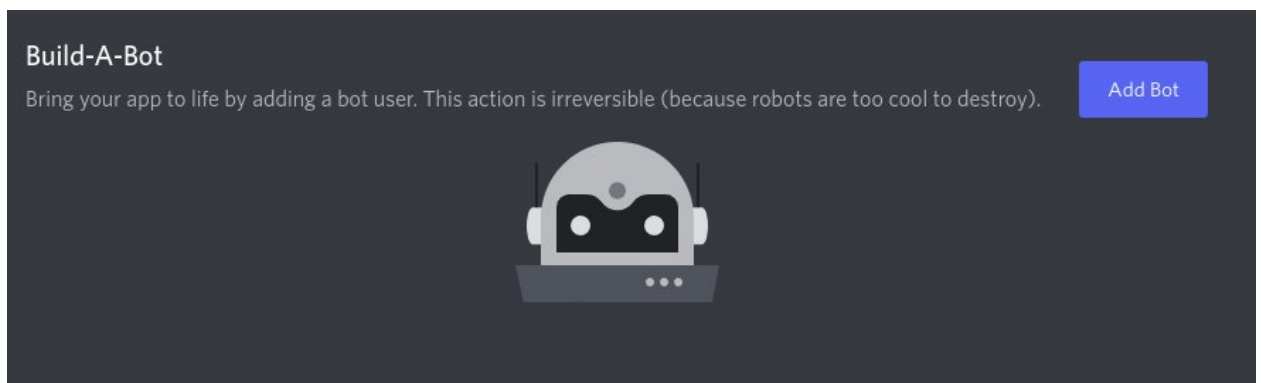 Build-A-Bot
Bring your app to life by adding a bot user. This action is irreversible (because robots are too cool to destroy).
Add Bot